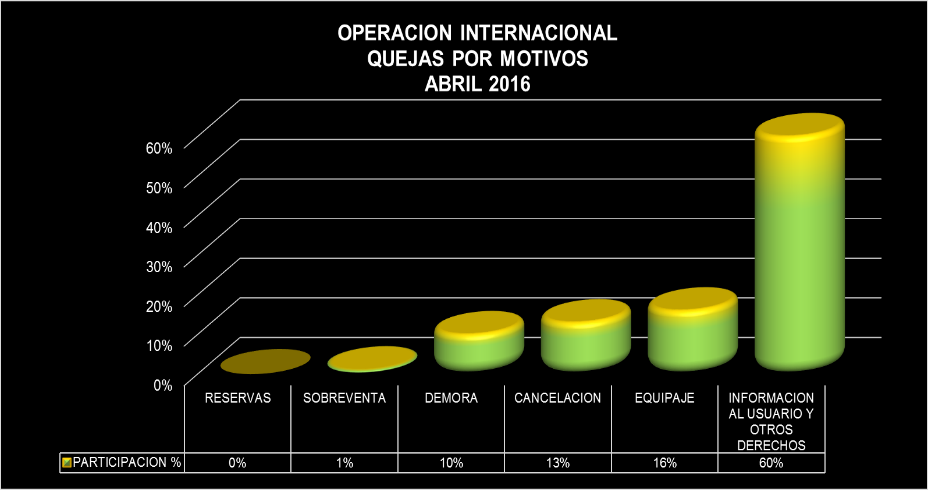 OPERACION INTERNACIONAL
QUEJAS POR MOTIVOS
ABRIL 2016
60%
50%
40%
30%
20%
10%
0%
RESERVAS SOBREVENTA DEMORA CANCELACION EQUIPAJE INFORMACION
AL USUARIO Y
OTROS
DERECHOS
PARTICIPACION % 0% 1% 10% 13% 16% 60%